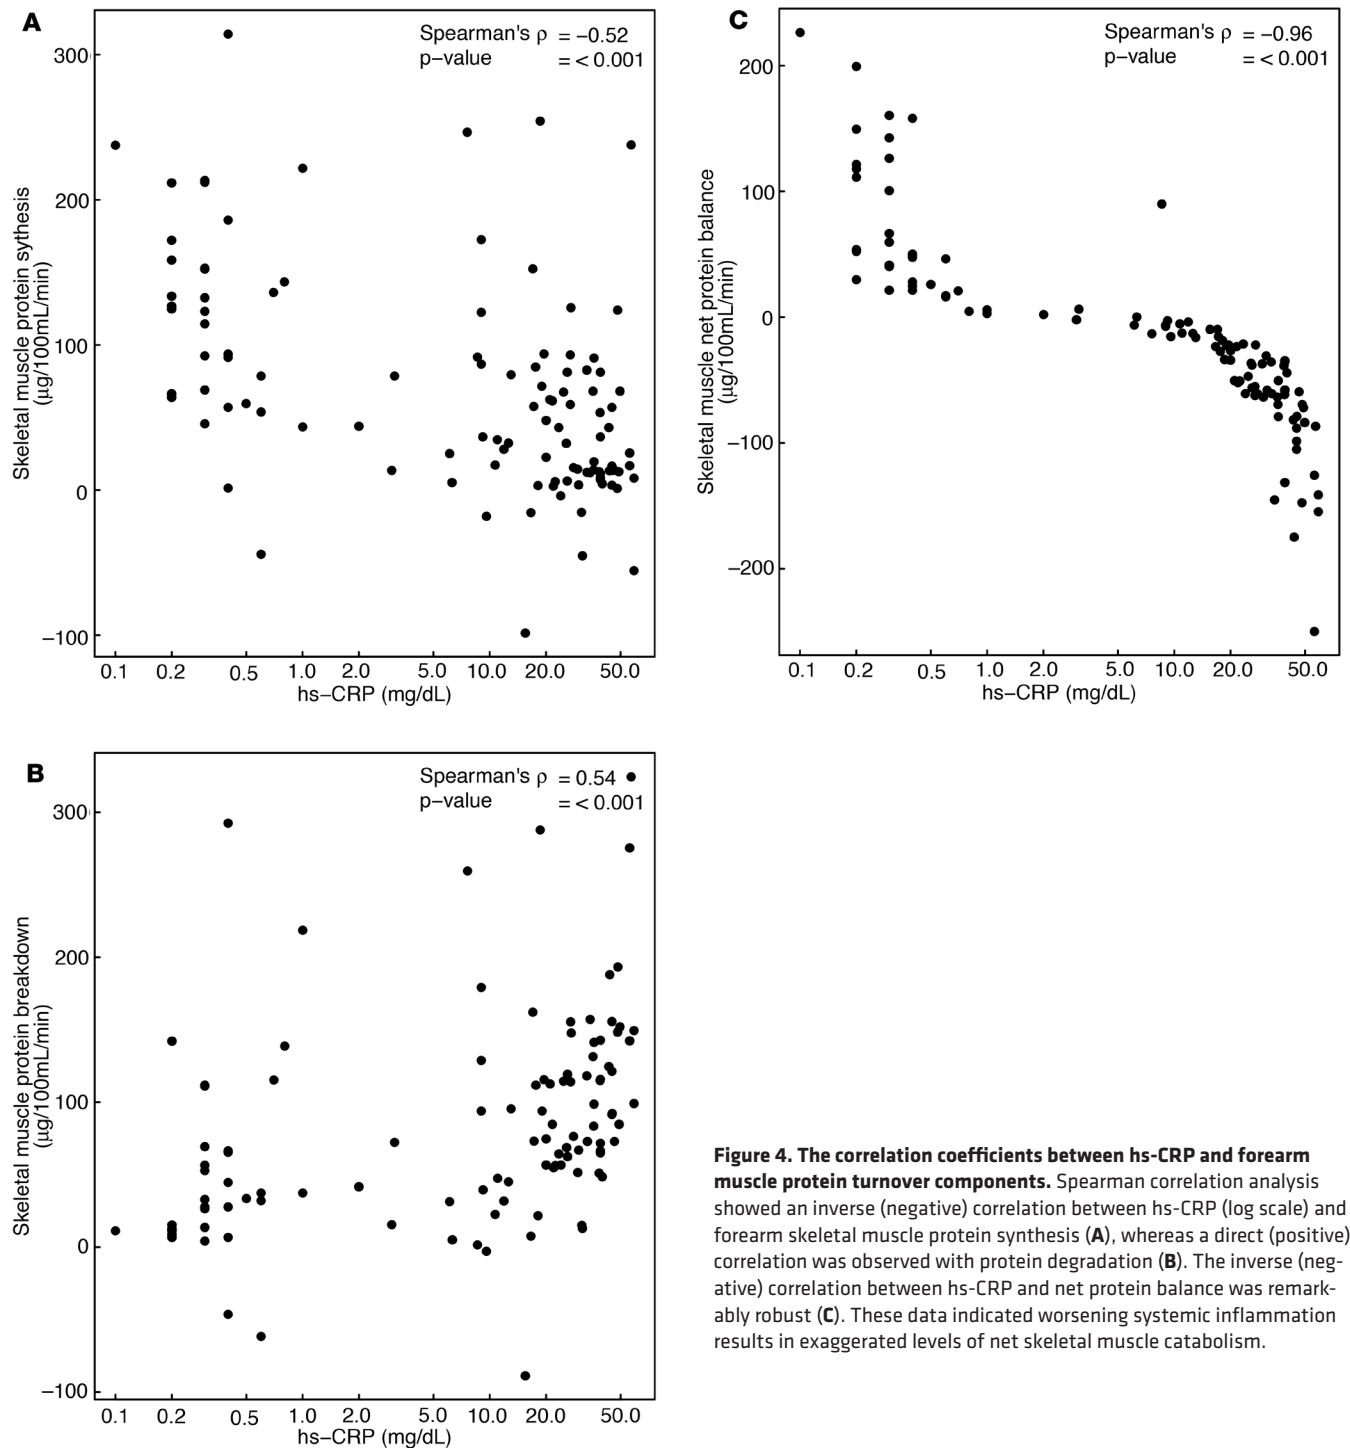 A
Spearman's ρ = −0.52
p−value = < 0.001
Skeletal muscle protein sythesis
(µg/100mL/min)
300
200
100
0
−100
0.1 0.2 0.5 1.0 2.0 5.0 10.0 20.0 50.0
hs−CRP (mg/dL)
C
Spearman's ρ = −0.96
p−value = < 0.001
Skeletal muscle net protein balance
(µg/100mL/min)
200
100
0
−100
−200
0.1 0.2 0.5 1.0 2.0 5.0 10.0 20.0 50.0
hs−CRP (mg/dL)
B
Spearman's ρ = 0.54
p−value = < 0.001
Skeletal muscle protein breakdown
(µg/100mL/min)
300
200
100
0
−100
0.1 0.2 0.5 1.0 2.0 5.0 10.0 20.0 50.0
hs−CRP (mg/dL)
Figure 4. The correlation coefficients between hs-CRP and forearm
muscle protein turnover components. Spearman correlation analysis
showed an inverse (negative) correlation between hs-CRP (log scale) and
forearm skeletal muscle protein synthesis (A), whereas a direct (positive)
correlation was observed with protein degradation (B). The inverse (neg-
ative) correlation between hs-CRP and net protein balance was remark-
ably robust (C). These data indicated worsening systemic inflammation
results in exaggerated levels of net skeletal muscle catabolism.